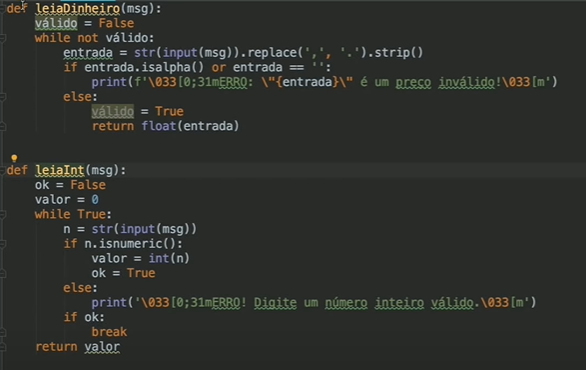 def leiaDinheiro(msg):
    válido = False
    while not válido:
        entrada = str(input(msg)).replace(',', '.').strip()
        if entrada.isalpha() or entrada == '':
            print(f'\033[0;31mERRO: \"{entrada}\" é um preço inválido!\033[m')
        else:
            válido = True
            return float(entrada)
def leiaInt(msg):
    ok = False
    valor = 0
    while True:
        n = str(input(msg))
        if n.isnumeric():
            valor = int(n)
            ok = True
        else:
            print('\033[0;31mERRO! Digite um número inteiro válido.\033[m')
        if ok:
            break
    return valor